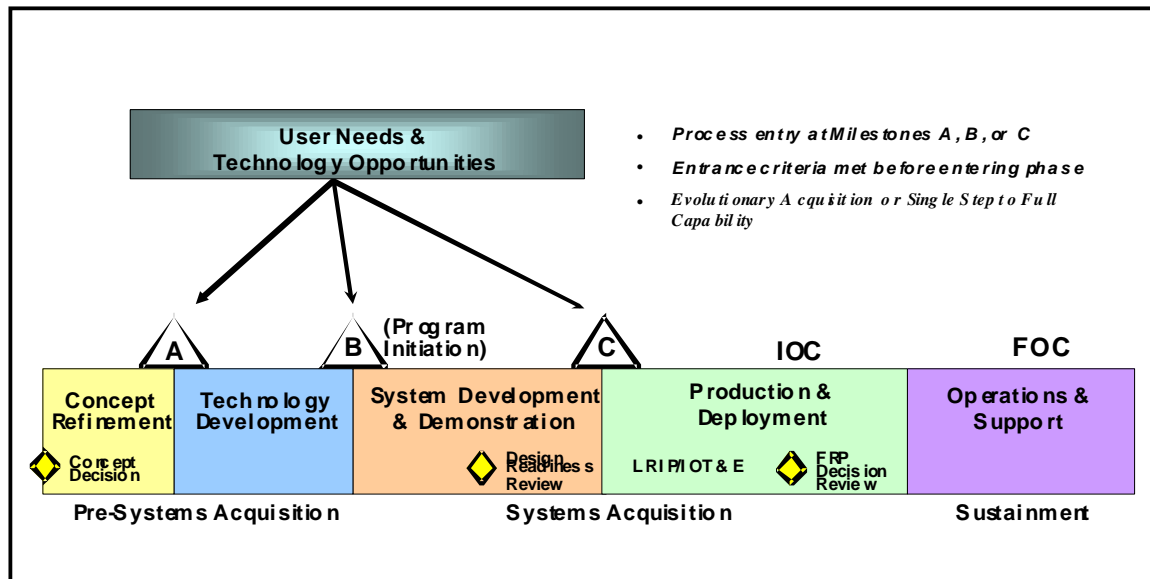 User Needs &
Technology Opportunities
• Process entry at Milestones A, B, or C
• Entrance criteria met before entering phase
• Evolutionary Acquisition or Single Step to Full
Capability
A
B
(Program
Initiation)
C
IOC
FOC
Concept
Refinement
Technology
Development
System Development
& Demonstration
Production &
Deployment
Operations &
Support
Concept
Decision
Design
Readiness
Review
LRIP/IOT&E
FRP
Decision
Review
Pre-Systems Acquisition
Systems Acquisition
Sustainment